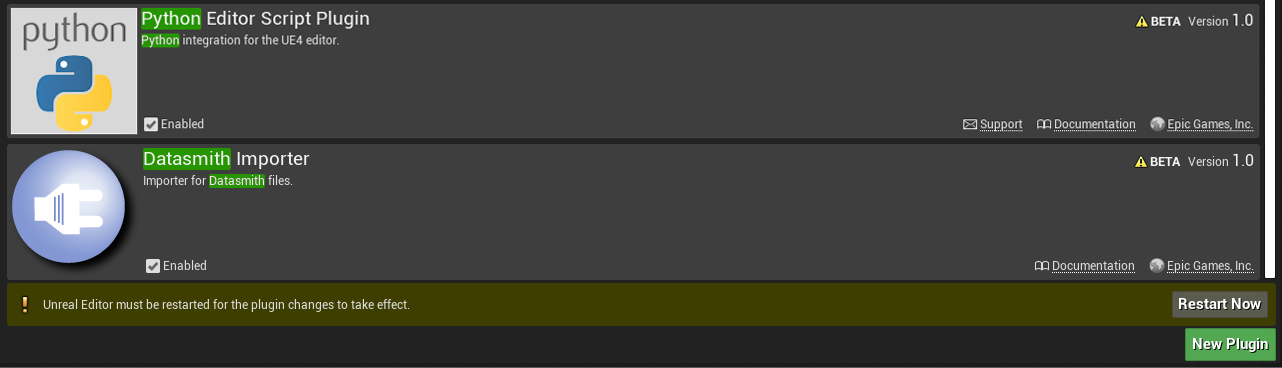 python
Python Editor Script Plugin
BETA Version 1.0
Python integration for the UE4 editor.
Enabled
Support Documentation Epic Games, Inc.
Datasmith Importer
BETA Version 1.0
Importer for Datasmith files.
Enabled
Documentation Epic Games, Inc.
Unreal Editor must be restarted for the plugin changes to take effect.
Restart Now
New Plugin